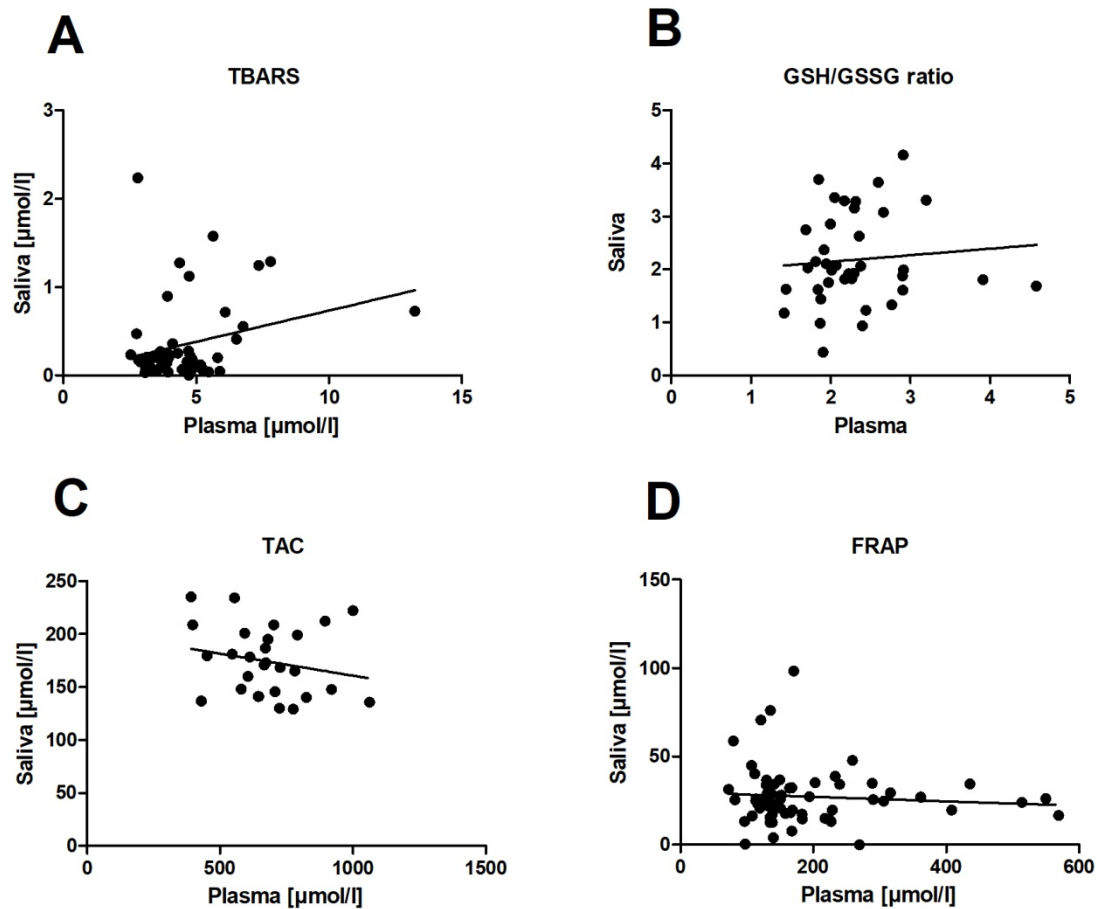 A
TBARS
3
2
1
0
0
5
10
15
Saliva [µmol/l]
Plasma [µmol/l]
B
GSH/GSSG ratio
5
4
3
2
1
0
0
1
2
3
4
5
Saliva
Plasma
C
TAC
250
200
150
100
50
0
0
500
1000
1500
Saliva [µmol/l]
Plasma [µmol/l]
D
FRAP
150
100
50
0
0
200
400
600
Saliva [µmol/l]
Plasma [µmol/l]